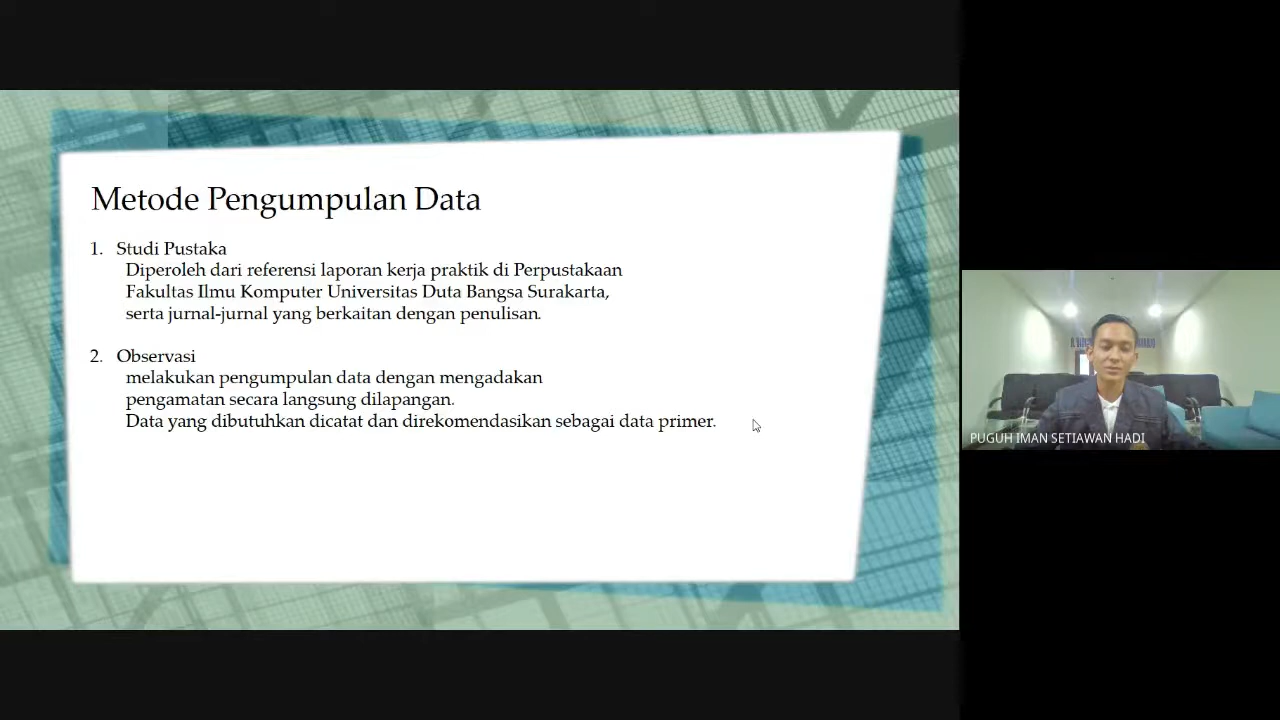 Metode Pengumpulan Data
1. Studi Pustaka
Diperoleh dari referensi laporan kerja praktik di Perpustakaan
Fakultas Ilmu Komputer Universitas Duta Bangsa Surakarta,
serta jurnal-jurnal yang berkaitan dengan penulisan.
2. Observasi
melakukan pengumpulan data dengan mengadakan
pengamatan secara langsung dilapangan.
Data yang dibutuhkan dicatat dan direkomendasikan sebagai data primer.
PUGUH IMAN SETIAWAN HADI